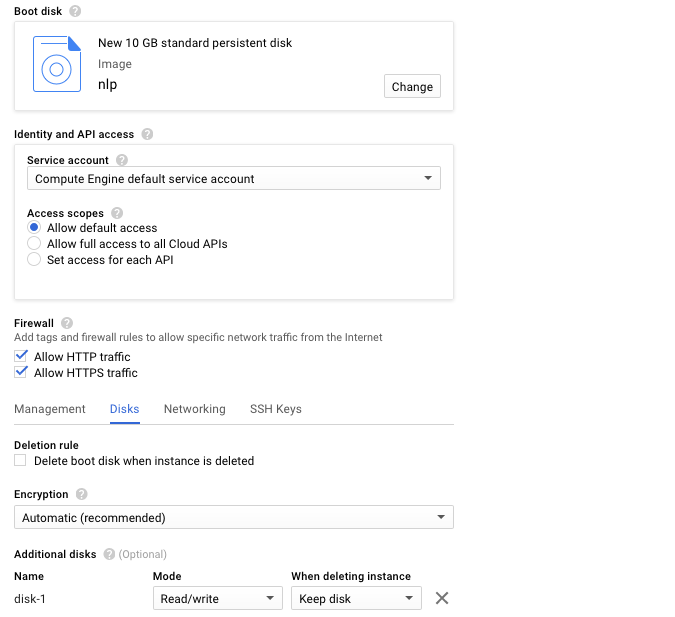 Boot disk
New 10 GB standard persistent disk
Image
nlp
Change
Identity and API access
Service account
Compute Engine default service account
Access scopes
Allow default access
Allow full access to all Cloud APIs
Set access for each API
Firewall
Add tags and firewall rules to allow specific network traffic from the Internet
Allow HTTP traffic
Allow HTTPS traffic
Management Disks Networking SSH Keys
Deletion rule
Delete boot disk when instance is deleted
Encryption
Automatic (recommended)
Additional disks (Optional)
Name Mode When deleting instance
disk-1 Read/write Keep disk